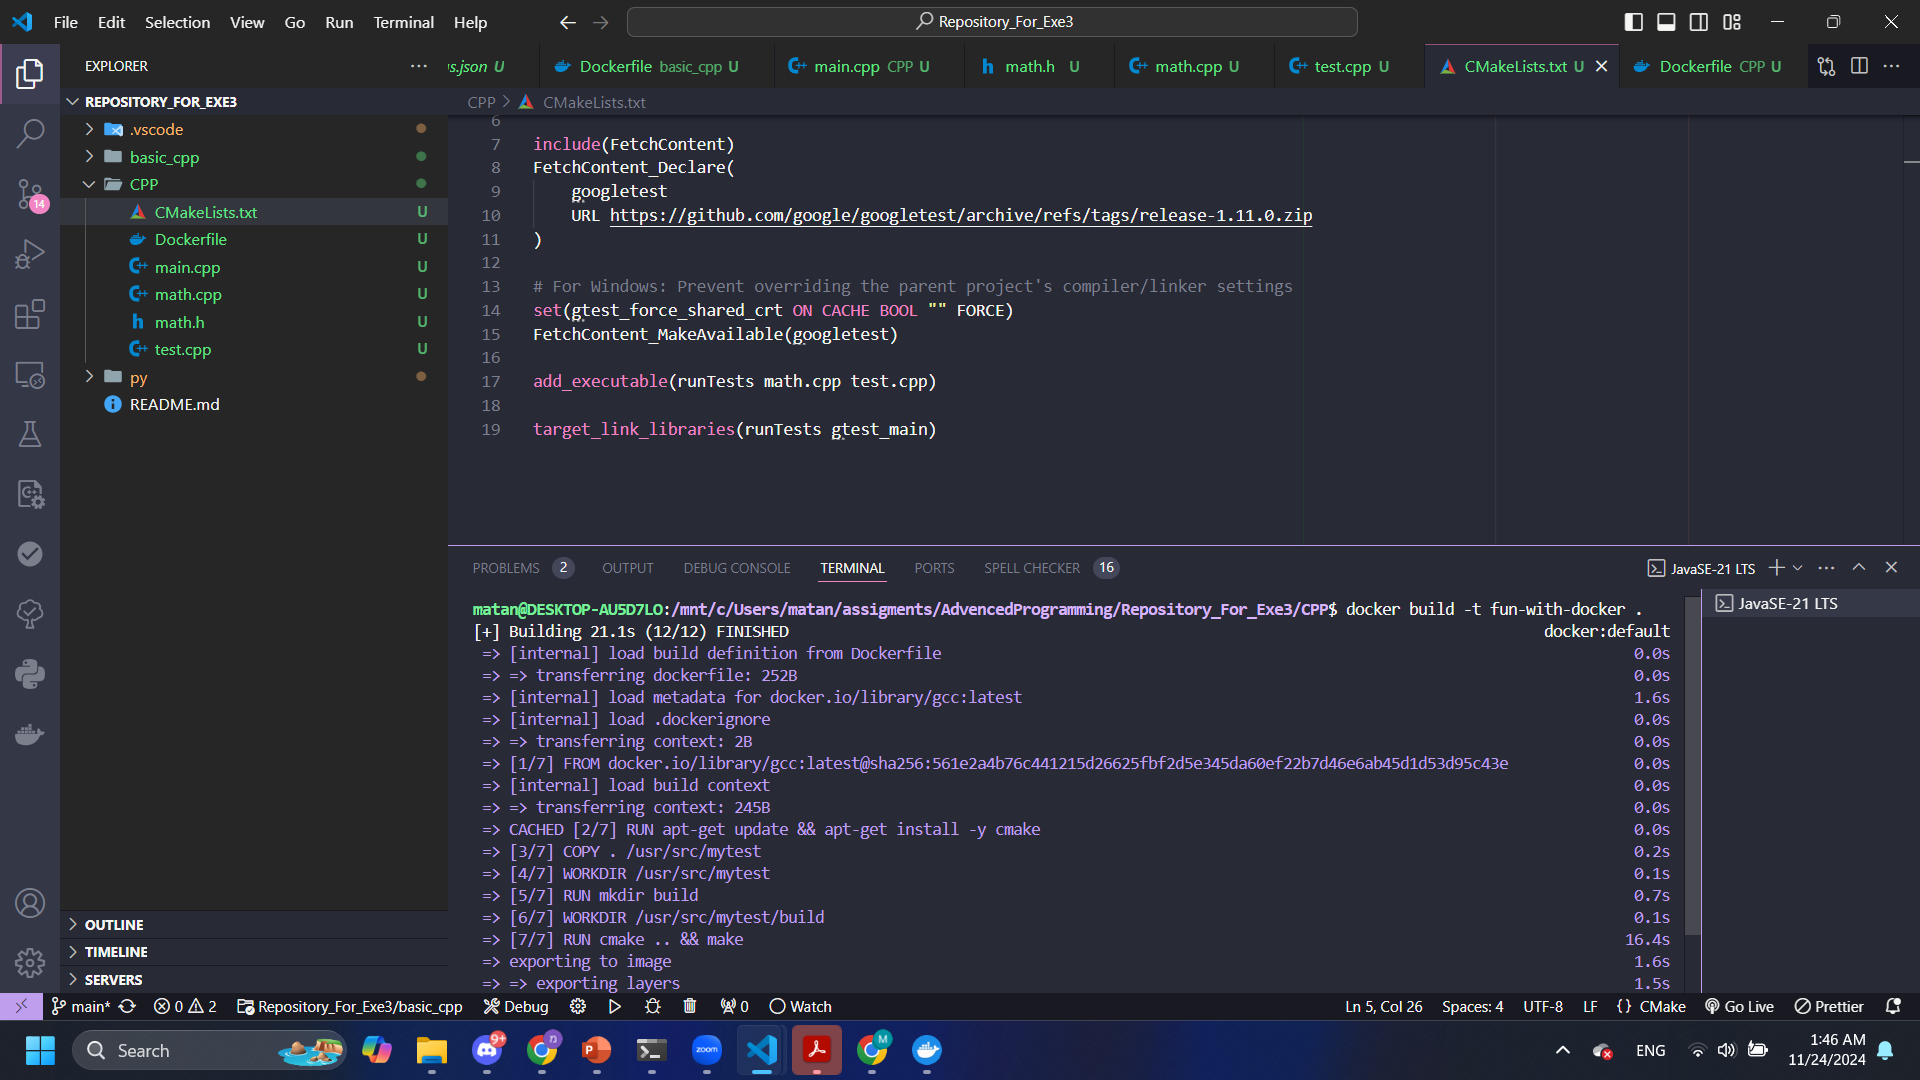 File Edit Selection View Go Run Terminal Help
Repository_For_Exe3
EXPLORER
s.json U
Dockerfile basic_cpp U
main.cpp CPP U
math.h U
math.cpp U
test.cpp U
CMakeLists.txt U
Dockerfile CPP U
REPOSITORY_FOR_EXE3
.vscode
basic_cpp
CPP
CMakeLists.txt U
Dockerfile U
main.cpp U
math.cpp U
math.h U
test.cpp U
py
README.md
14
OUTLINE
TIMELINE
SERVERS
CPP > CMakeLists.txt
6
7 include(FetchContent)
8 FetchContent_Declare(
9 googletest
10 URL https://github.com/google/googletest/archive/refs/tags/release-1.11.0.zip
11 )
12
13 # For Windows: Prevent overriding the parent project's compiler/linker settings
14 set(gtest_force_shared_crt ON CACHE BOOL "" FORCE)
15 FetchContent_MakeAvailable(googletest)
16
17 add_executable(runTests math.cpp test.cpp)
18
19 target_link_libraries(runTests gtest_main)
PROBLEMS 2 OUTPUT DEBUG CONSOLE TERMINAL PORTS SPELL CHECKER 16
JavaSE-21 LTS
JavaSE-21 LTS
matan@DESKTOP-AU5D7LO:/mnt/c/Users/matan/assigments/AdvencedProgramming/Repository_For_Exe3/CPP$ docker build -t fun-with-docker .
[+] Building 21.1s (12/12) FINISHED docker:default
=> [internal] load build definition from Dockerfile 0.0s
=> => transferring dockerfile: 252B 0.0s
=> [internal] load metadata for docker.io/library/gcc:latest 1.6s
=> [internal] load .dockerignore 0.0s
=> => transferring context: 2B 0.0s
=> [1/7] FROM docker.io/library/gcc:latest@sha256:561e2a4b76c441215d26625fbf2d5e345da60ef22b7d46e6ab45d1d53d95c43e 0.0s
=> [internal] load build context 0.0s
=> => transferring context: 245B 0.0s
=> CACHED [2/7] RUN apt-get update && apt-get install -y cmake 0.0s
=> [3/7] COPY . /usr/src/mytest 0.2s
=> [4/7] WORKDIR /usr/src/mytest 0.1s
=> [5/7] RUN mkdir build 0.7s
=> [6/7] WORKDIR /usr/src/mytest/build 0.1s
=> [7/7] RUN cmake .. && make 16.4s
=> exporting to image 1.6s
=> => exporting layers 1.5s
main* 0 2 Repository_For_Exe3/basic_cpp Debug 0 Watch Ln 5, Col 26 Spaces: 4 UTF-8 LF {} CMake Go Live Prettier
Search
9+
n
zoom
M
ENG
1:46 AM
11/24/2024